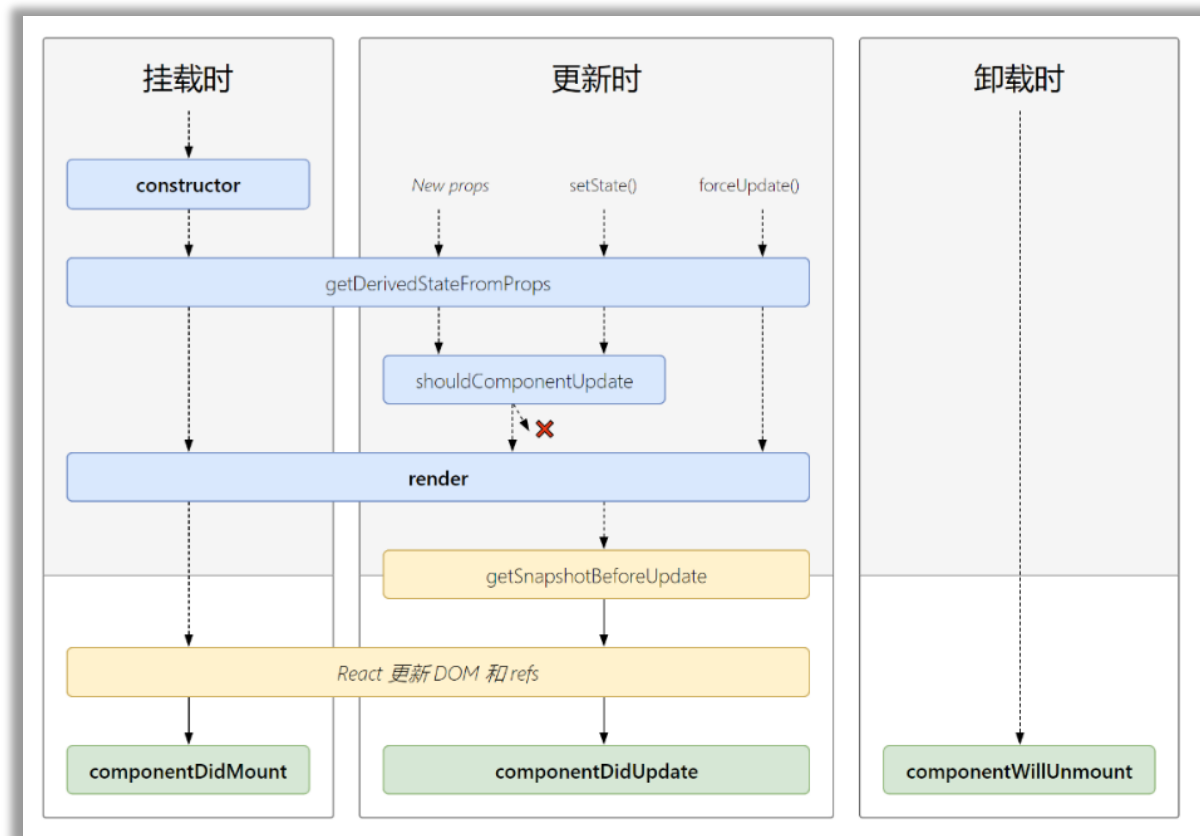 挂载时
更新时
卸载时
constructor
New props
setState()
forceUpdate()
getDerivedStateFromProps
shouldComponentUpdate
render
getSnapshotBeforeUpdate
React 更新 DOM 和 refs
componentDidMount
componentDidUpdate
componentWillUnmount